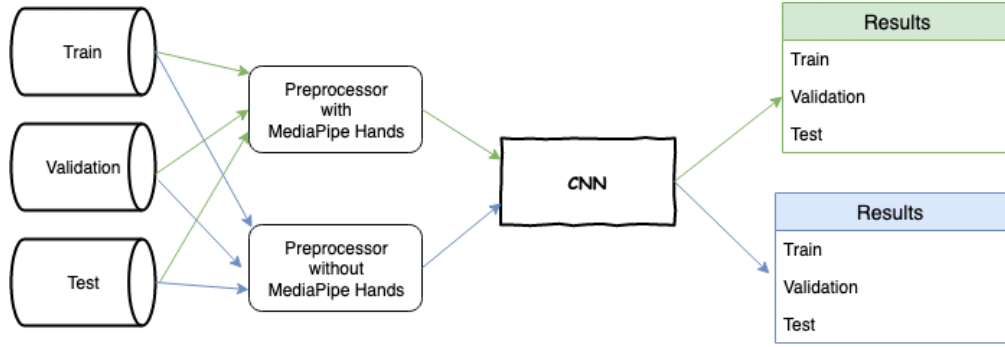 Train
Validation
Test
Preprocessor
with
MediaPipe Hands
Preprocessor
without
MediaPipe Hands
CNN
Results
Train
Validation
Test
Results
Train
Validation
Test